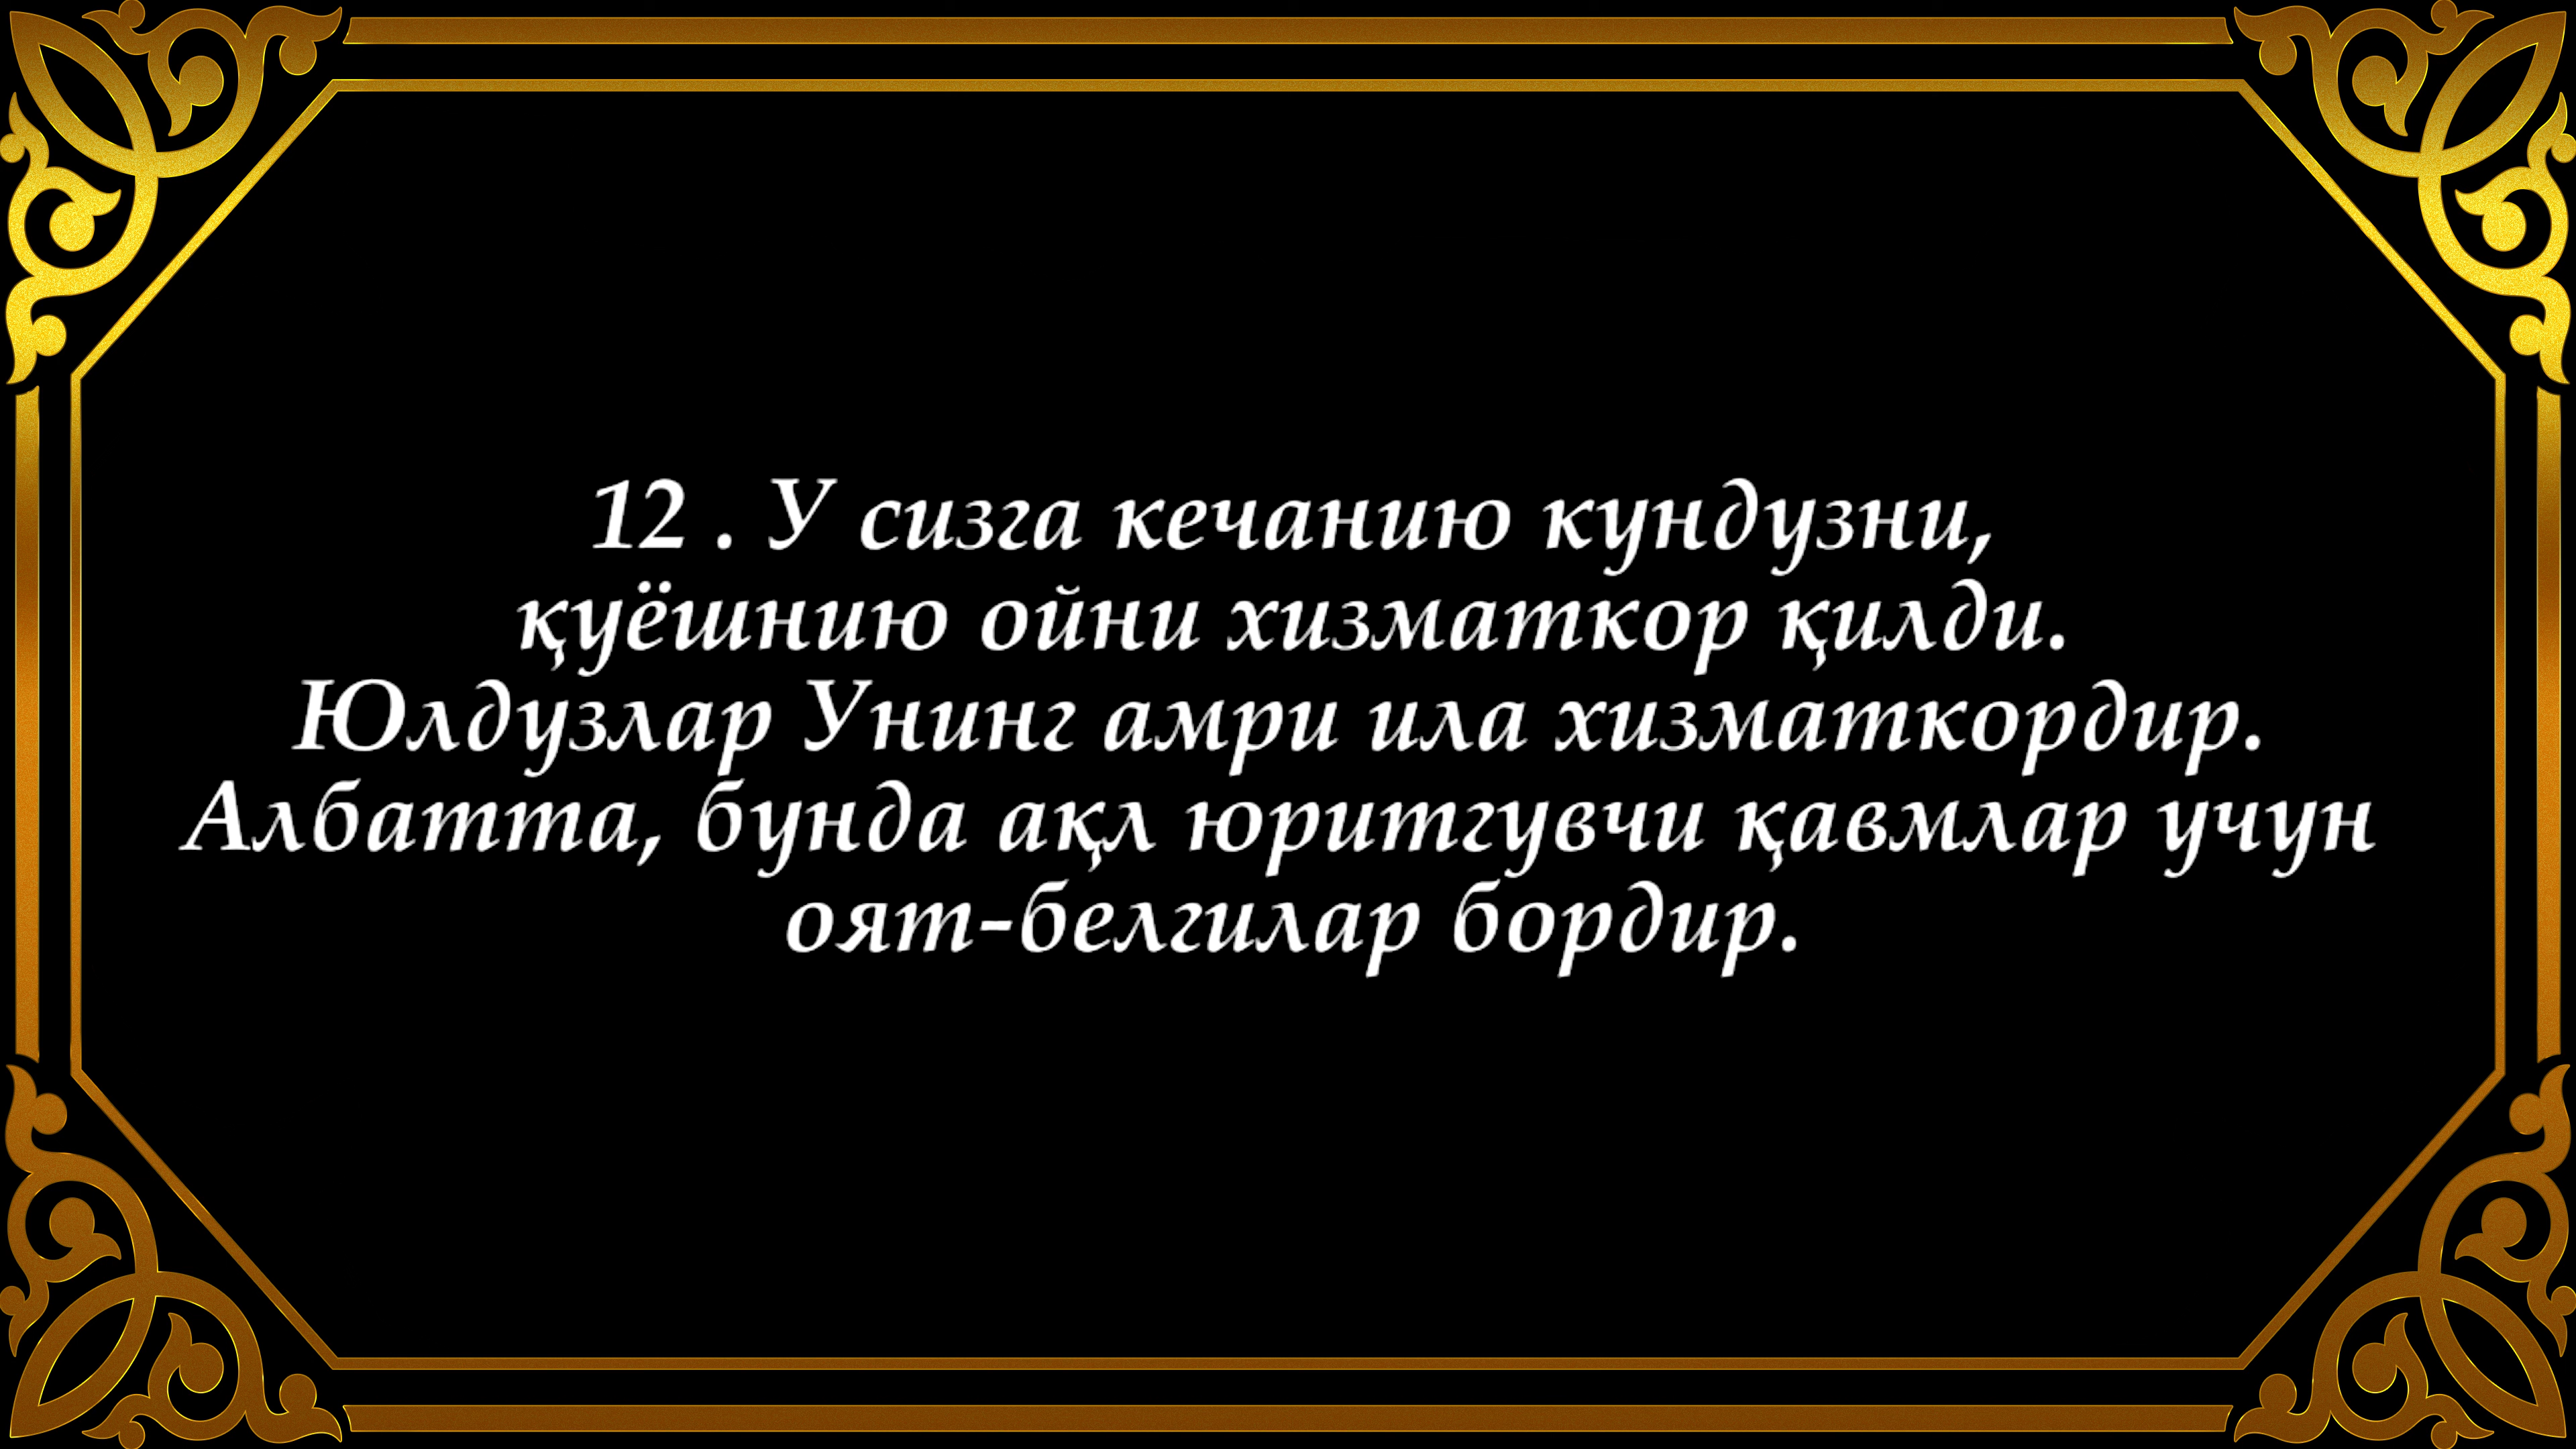 12 . У сизга кечанию кундузни,
қуёшнию ойни хизматкор қилди.
Юлдузлар Унинг амри ила хизматкордир.
Албатта, бунда ақл юритгувчи қавмлар учун
оят-белгилар бордир.